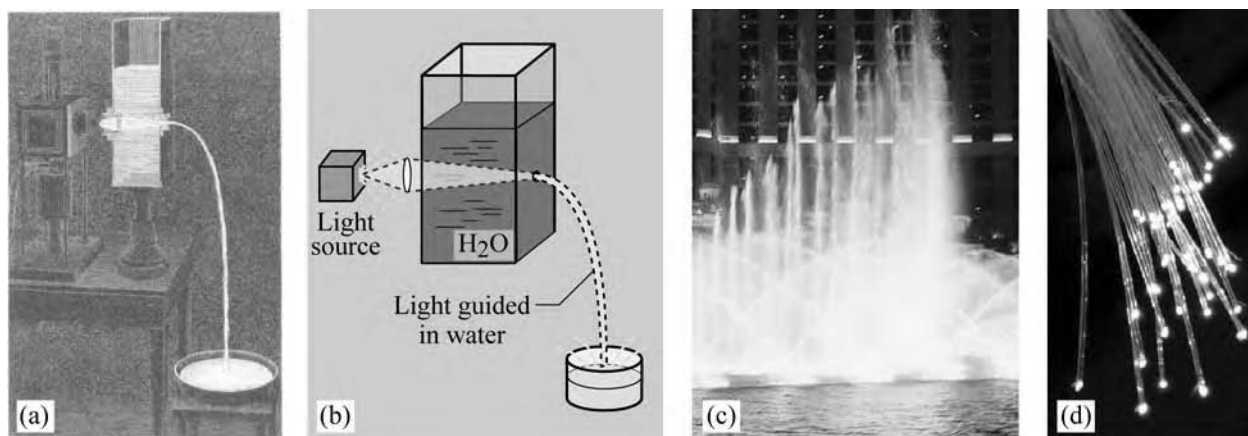 (a)
Light
source
H₂O
Light guided
in water
(b)
(c)
(d)